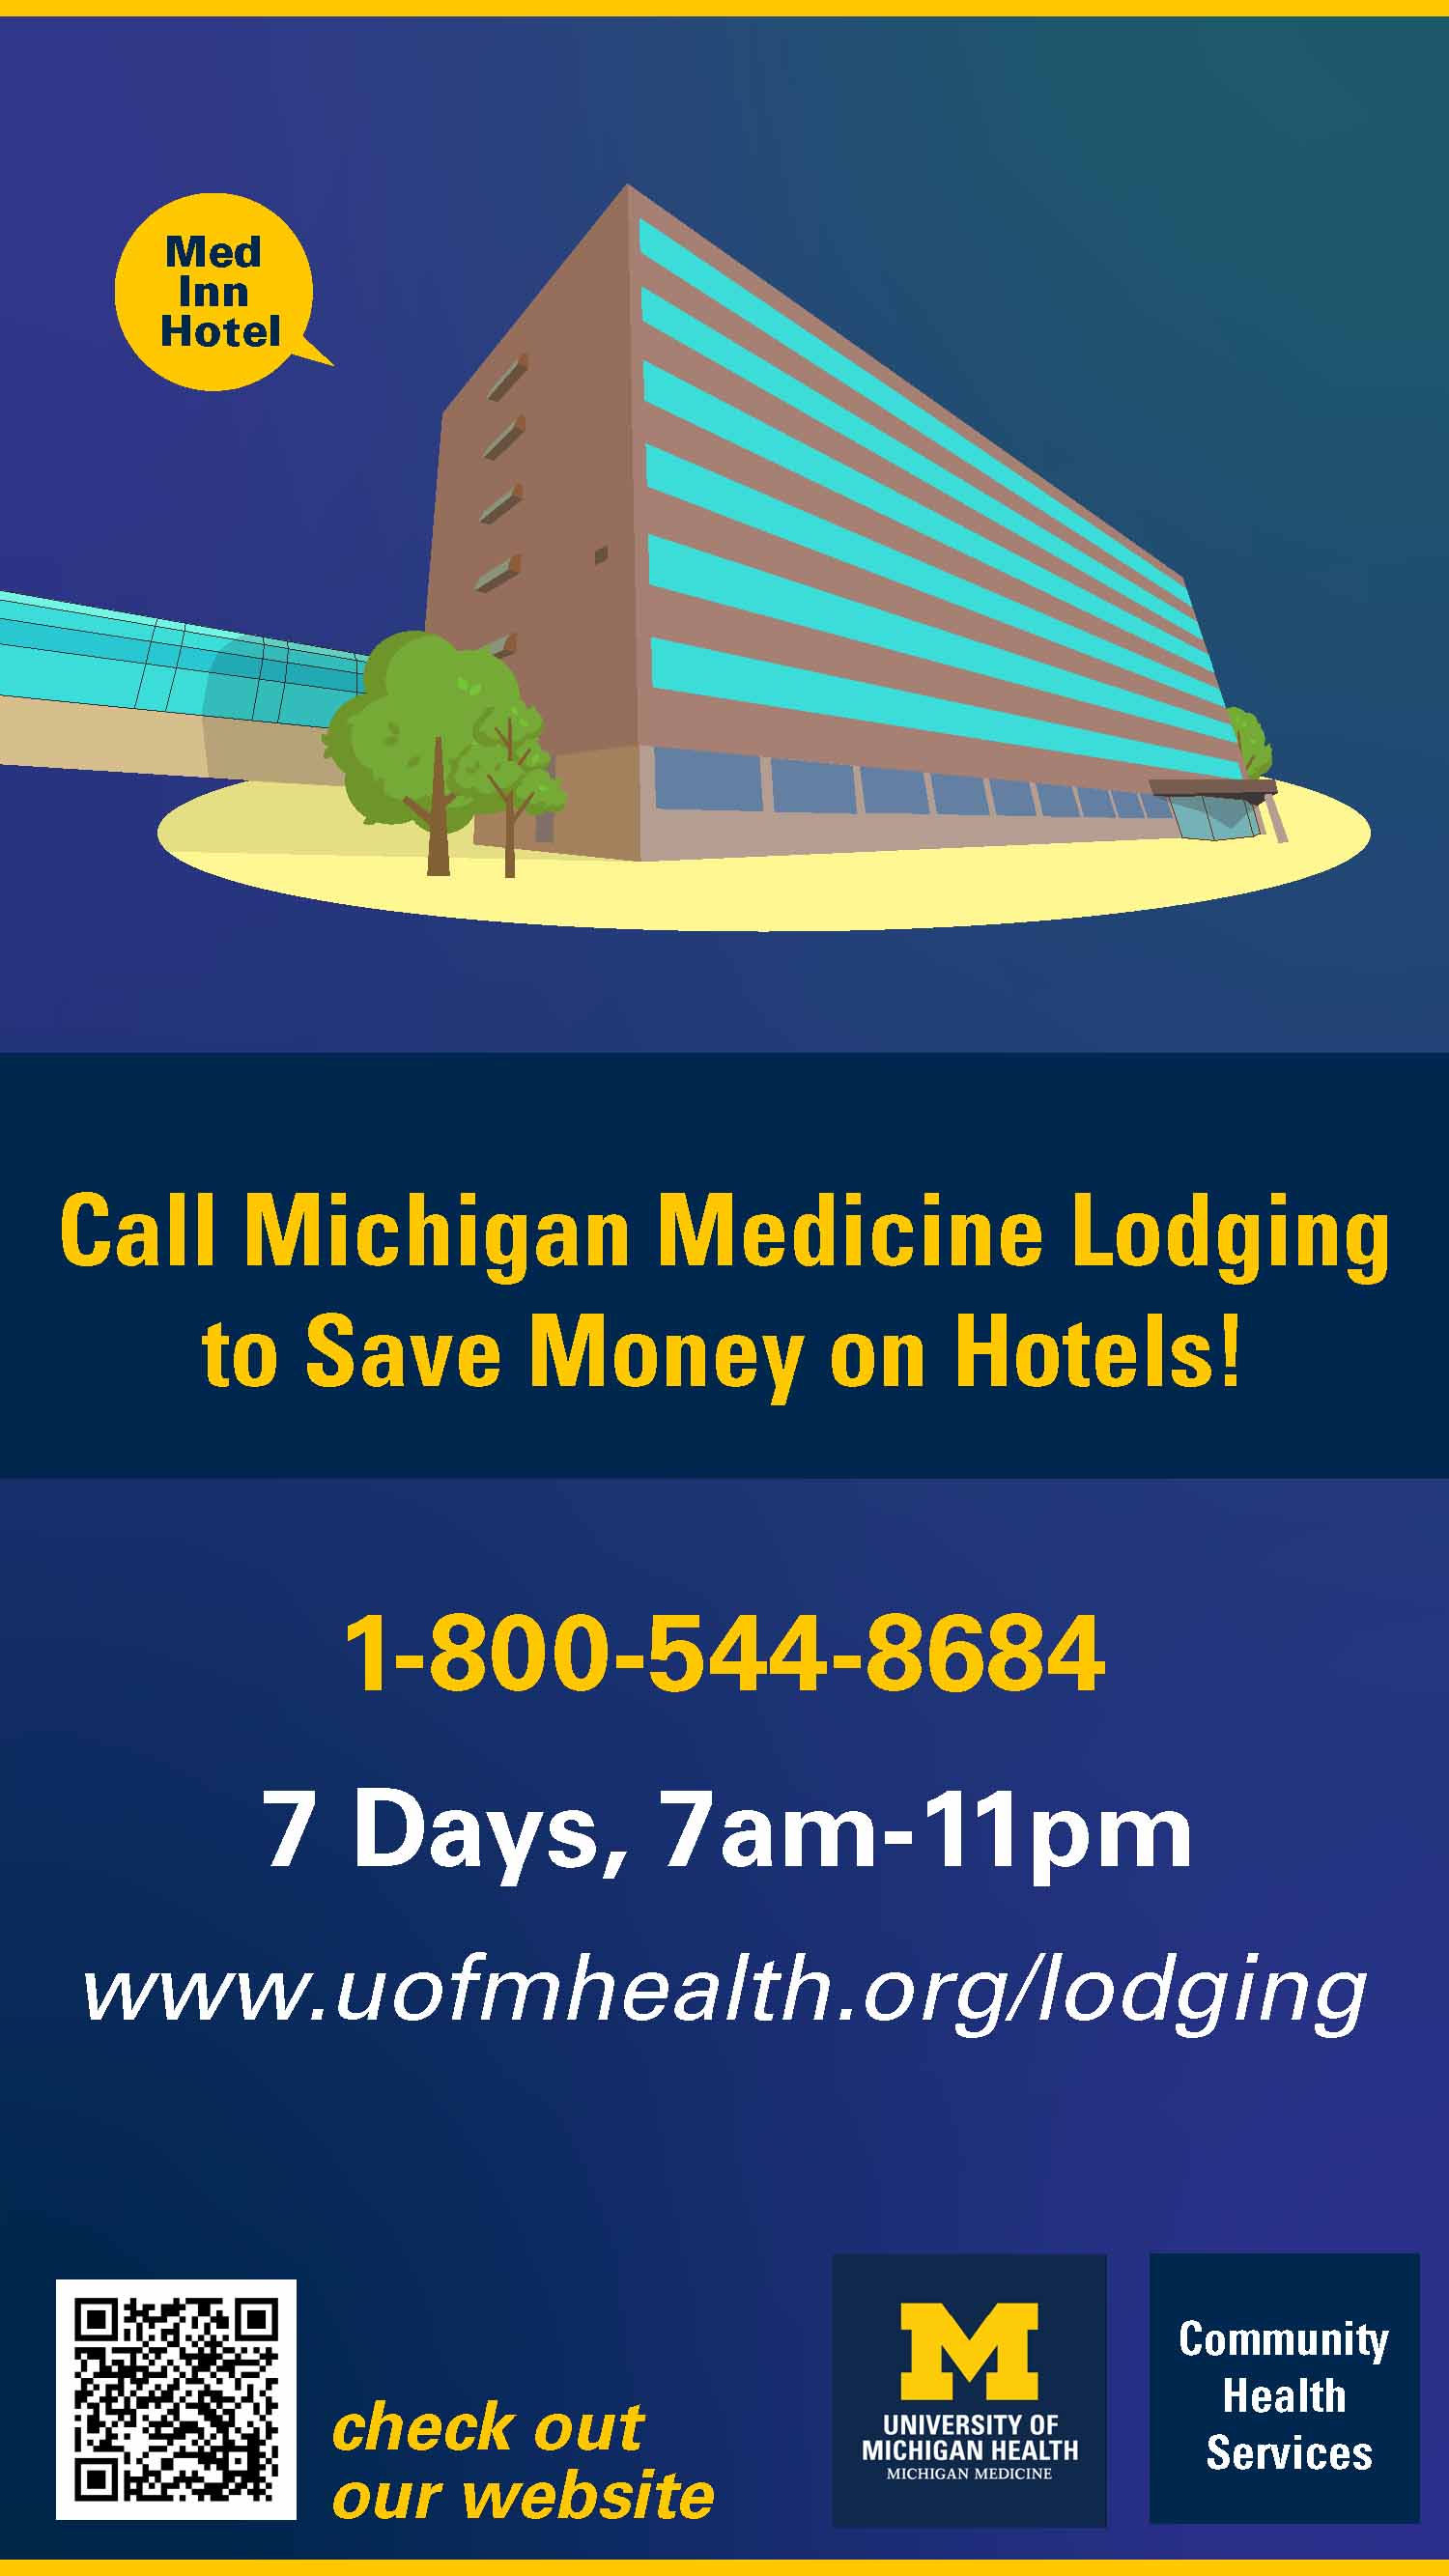 Med
Inn
Hotel
Call Michigan Medicine Lodging
to Save Money on Hotels!
1-800-544-8684
7 Days, 7am-11pm
www.uofmhealth.org/lodging
check out
our website
M
UNIVERSITY OF
MICHIGAN HEALTH
MICHIGAN MEDICINE
Community
Health
Services